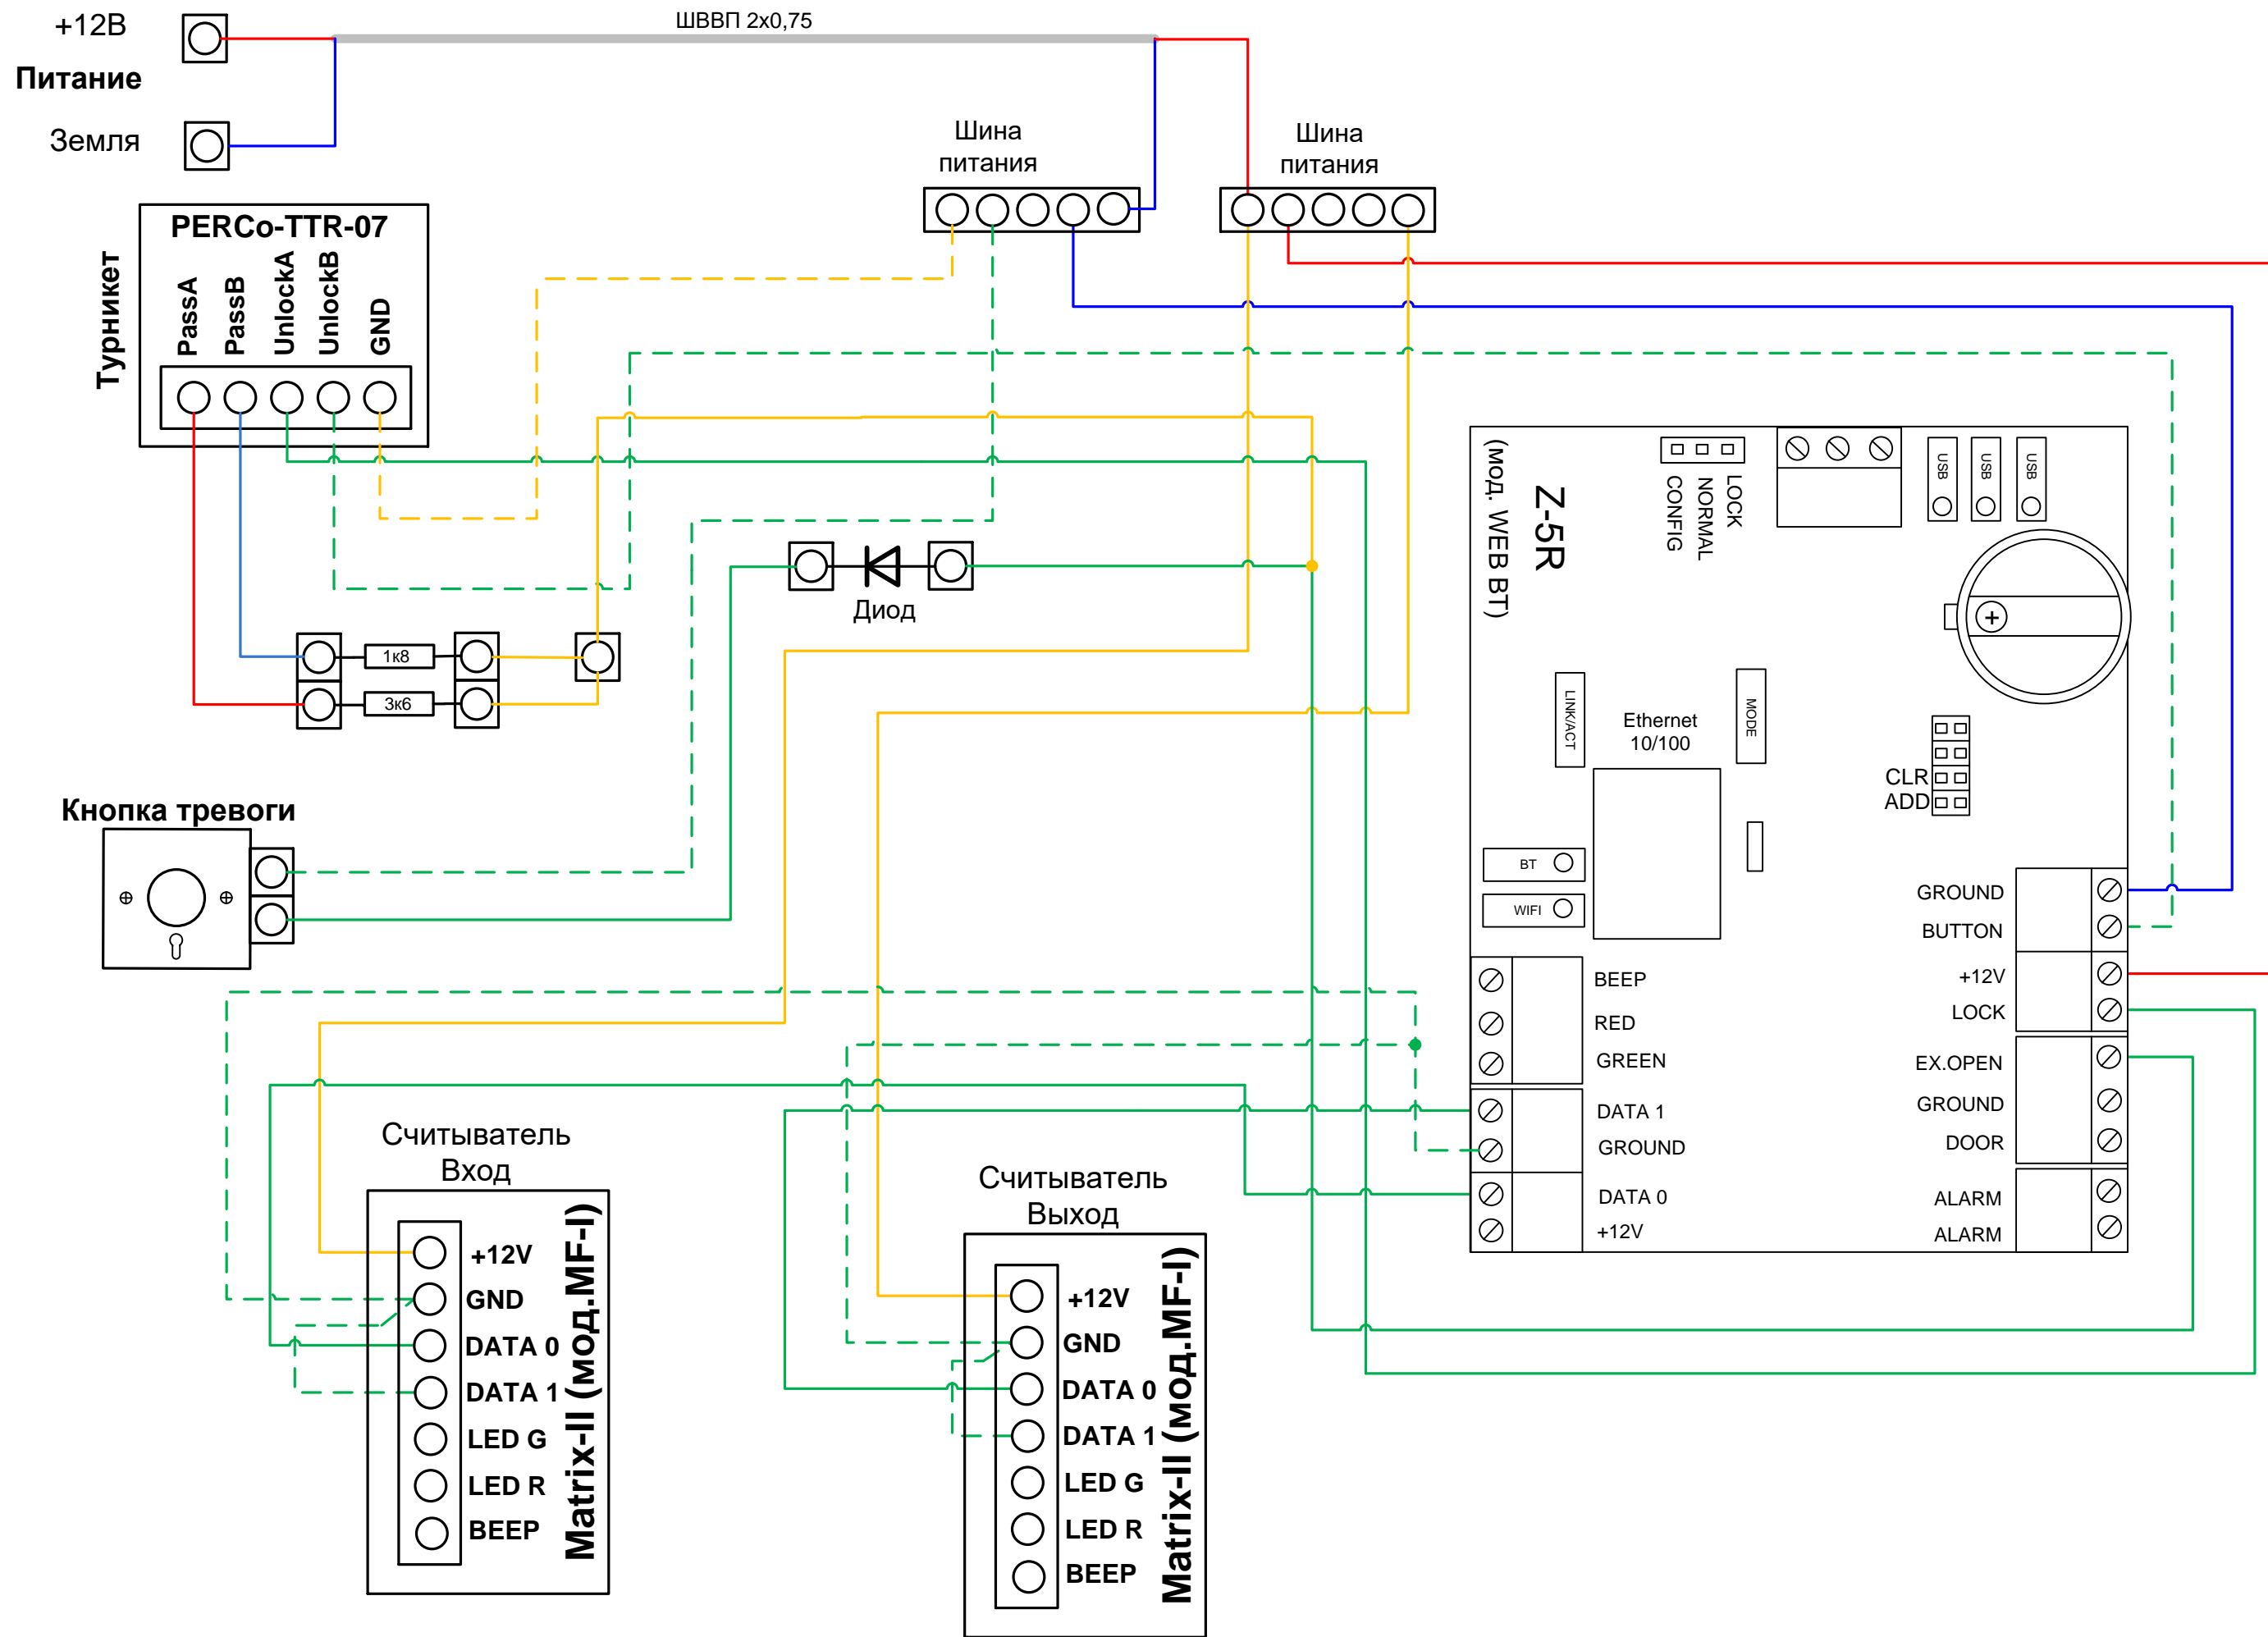 +12В
Питание
Земля
ШВВП 2x0,75
Шина
питания
Шина
питания
Турникет
PERCo-TTR-07
PassA
PassB
UnlockA
UnlockB
GND
1к8
3к6
Диод
Кнопка тревоги
Z-5R
(мод. WEB BT)
CONFIG
NORMAL
LOCK
USB
USB
USB
LINK/ACT
Ethernet
10/100
MODE
CLR
ADD
BT
WIFI
BEEP
RED
GREEN
DATA 1
GROUND
DATA 0
+12V
GROUND
BUTTON
+12V
LOCK
EX.OPEN
GROUND
DOOR
ALARM
ALARM
Считыватель
Вход
+12V
GND
DATA 0
DATA 1
LED G
LED R
BEEP
Matrix-II (мод.MF-I)
Считыватель
Выход
+12V
GND
DATA 0
DATA 1
LED G
LED R
BEEP
Matrix-II (мод.MF-I)